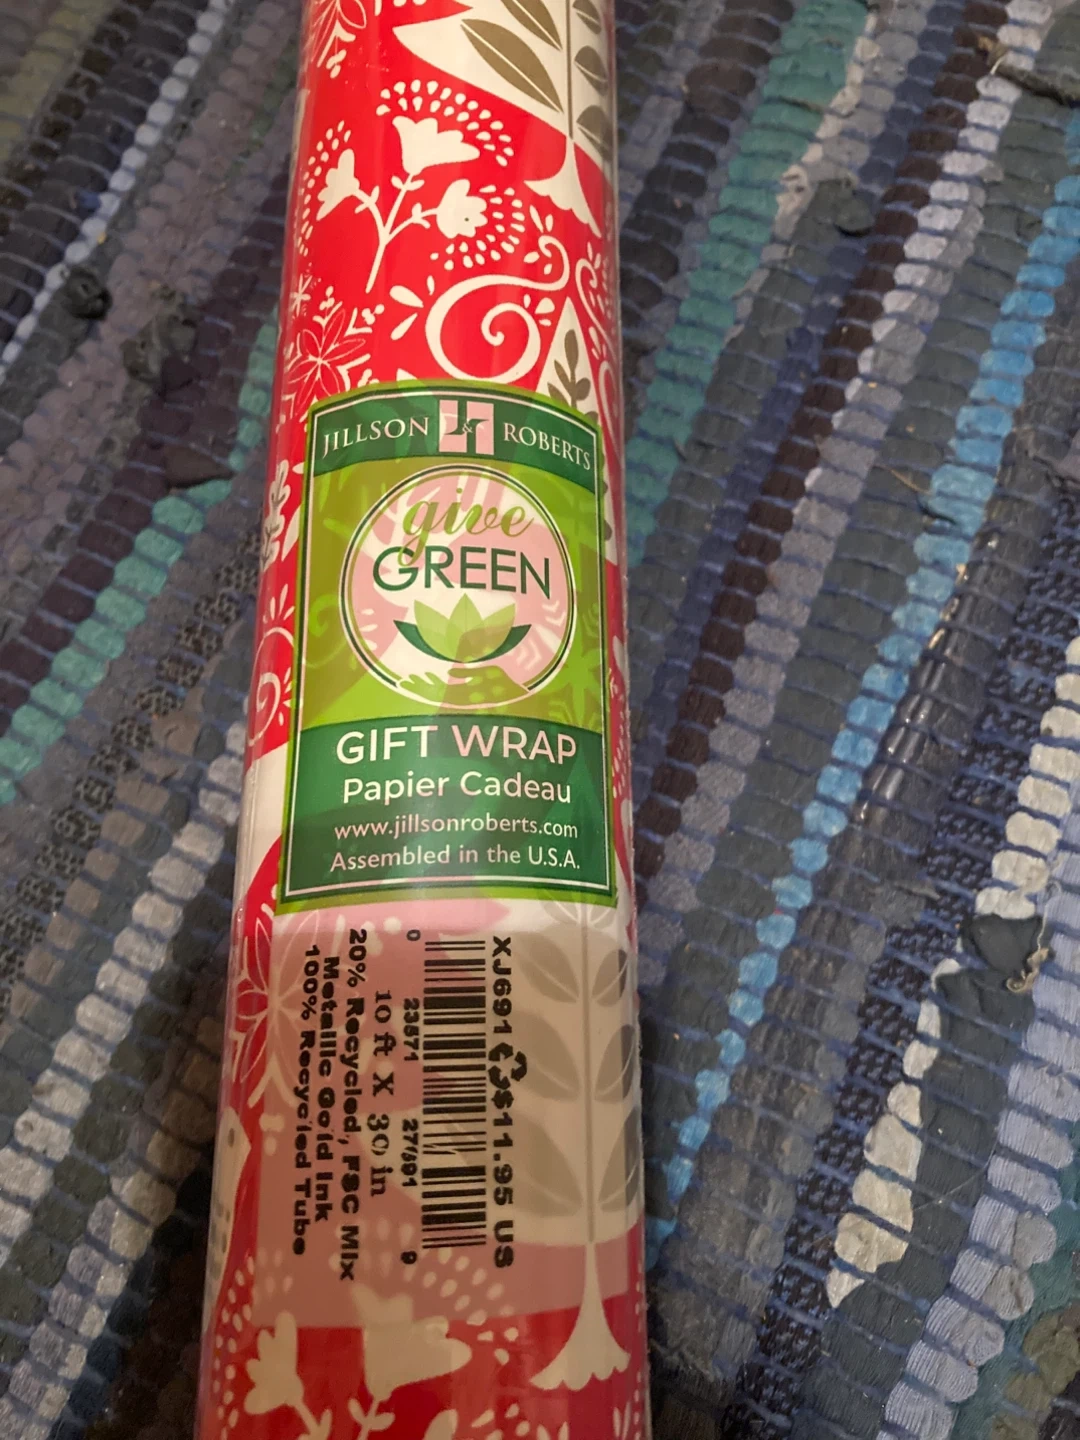 JILLSON & ROBERTS
give
GREEN
GIFT WRAP
Papier Cadeau
www.jillsonroberts.com
Assembled in the U.S.A.
XJ691 $11.95 US
0 23571 27691 9
10 ft X 30 in
20% Recycled, FSC Mix
Metallic Gold Ink
100% Recycled Tube